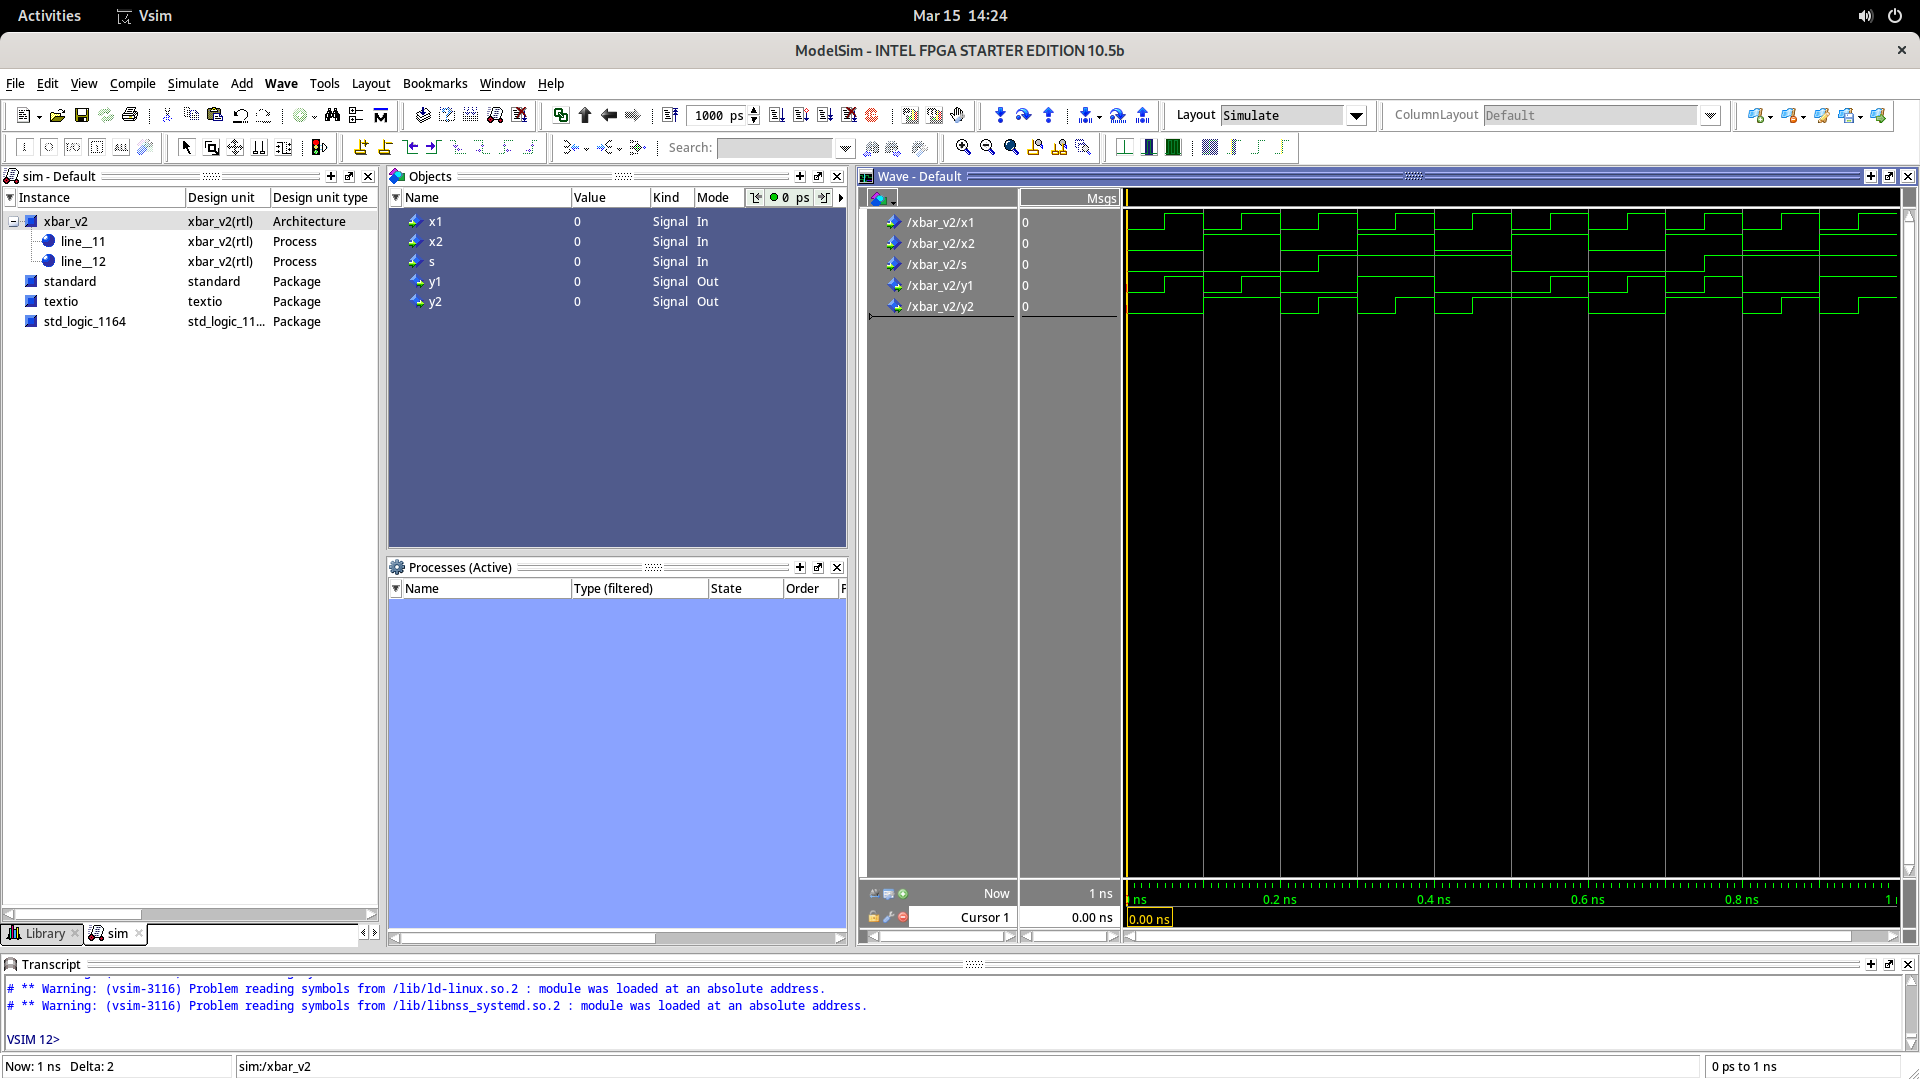 Activities Vsim Mar 15 14:24
ModelSim - INTEL FPGA STARTER EDITION 10.5b
File Edit View Compile Simulate Add Wave Tools Layout Bookmarks Window Help
1000 ps Layout Simulate ColumnLayout Default
Search:
sim - Default
Instance Design unit Design unit type
xbar_v2 xbar_v2(rtl) Architecture
line__11 xbar_v2(rtl) Process
line__12 xbar_v2(rtl) Process
standard standard Package
textio textio Package
std_logic_1164 std_logic_11... Package
Library sim
Objects
Name Value Kind Mode 0 ps
x1 0 Signal In
x2 0 Signal In
s 0 Signal In
y1 0 Signal Out
y2 0 Signal Out
Processes (Active)
Name Type (filtered) State Order
Wave - Default
Msgs
/xbar_v2/x1 0
/xbar_v2/x2 0
/xbar_v2/s 0
/xbar_v2/y1 0
/xbar_v2/y2 0
Now 1 ns ns 0.2 ns 0.4 ns 0.6 ns 0.8 ns 1
Cursor 1 0.00 ns 0.00 ns
Transcript
# ** Warning: (vsim-3116) Problem reading symbols from /lib/ld-linux.so.2 : module was loaded at an absolute address.
# ** Warning: (vsim-3116) Problem reading symbols from /lib/libnss_systemd.so.2 : module was loaded at an absolute address.
VSIM 12>
Now: 1 ns Delta: 2 sim:/xbar_v2 0 ps to 1 ns